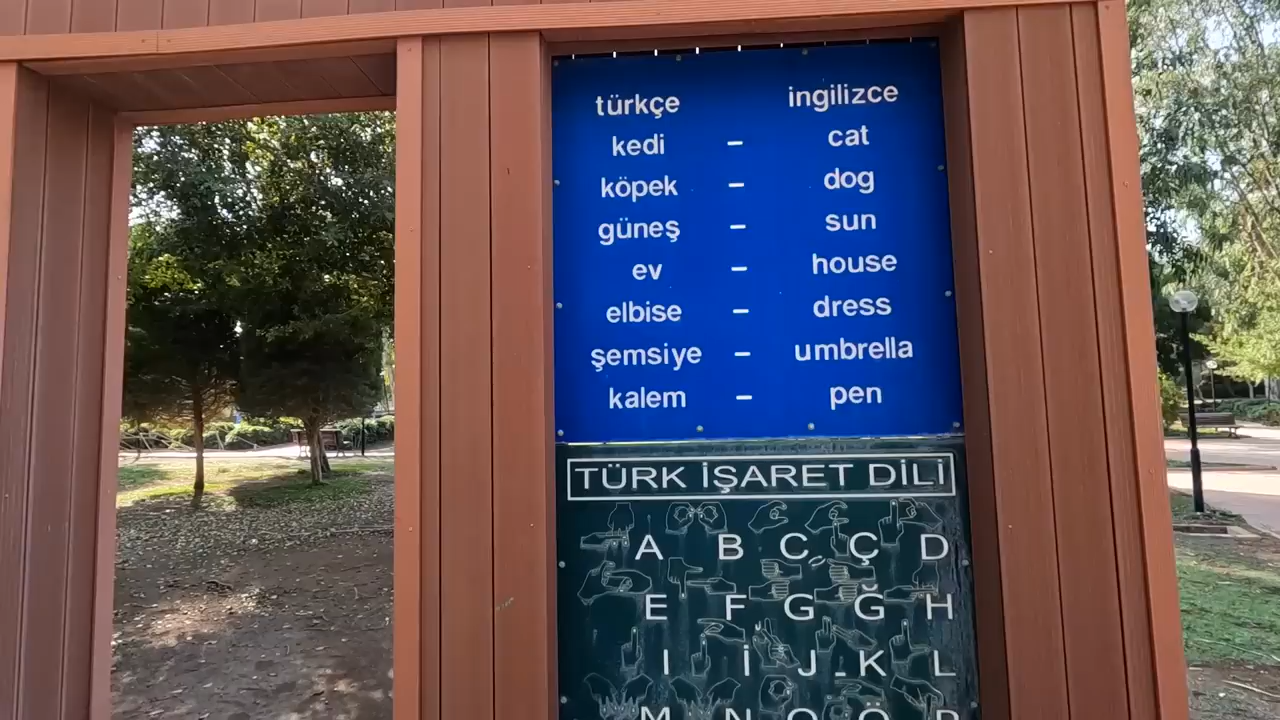 türkçe ingilizce
kedi - cat
köpek - dog
güneş - sun
ev - house
elbise - dress
şemsiye - umbrella
kalem - pen
TÜRK İŞARET DİLİ
A B C Ç D
E F G Ğ H
I İ J K L
M N O Ö P